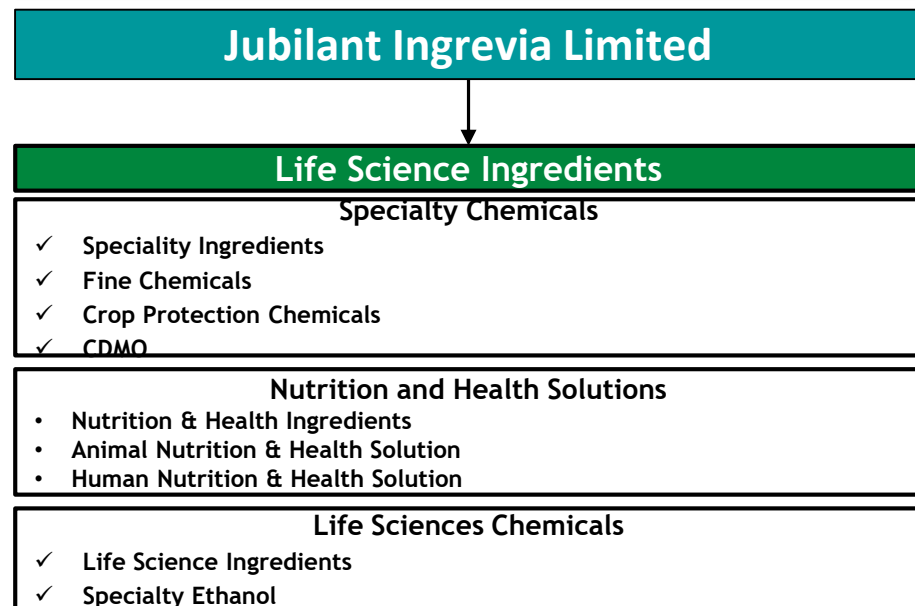 Jubilant Ingrevia Limited
Life Science Ingredients
Specialty Chemicals
✓ Speciality Ingredients
✓ Fine Chemicals
✓ Crop Protection Chemicals
✓ CDMO
Nutrition and Health Solutions
• Nutrition & Health Ingredients
• Animal Nutrition & Health Solution
• Human Nutrition & Health Solution
Life Sciences Chemicals
✓ Life Science Ingredients
✓ Specialty Ethanol